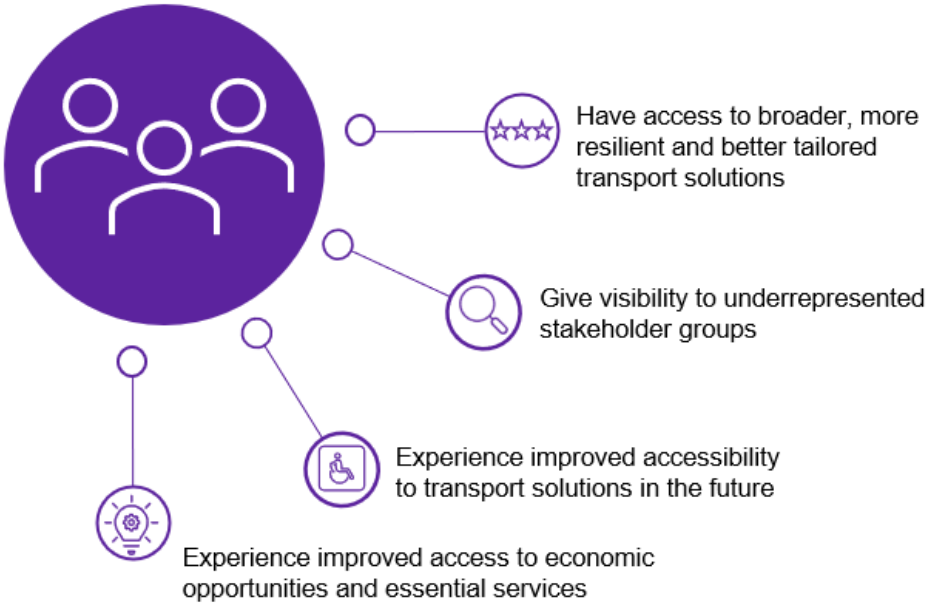 Have access to broader, more
resilient and better tailored
transport solutions
Give visibility to underrepresented
stakeholder groups
Experience improved accessibility
to transport solutions in the future
Experience improved access to economic
opportunities and essential services